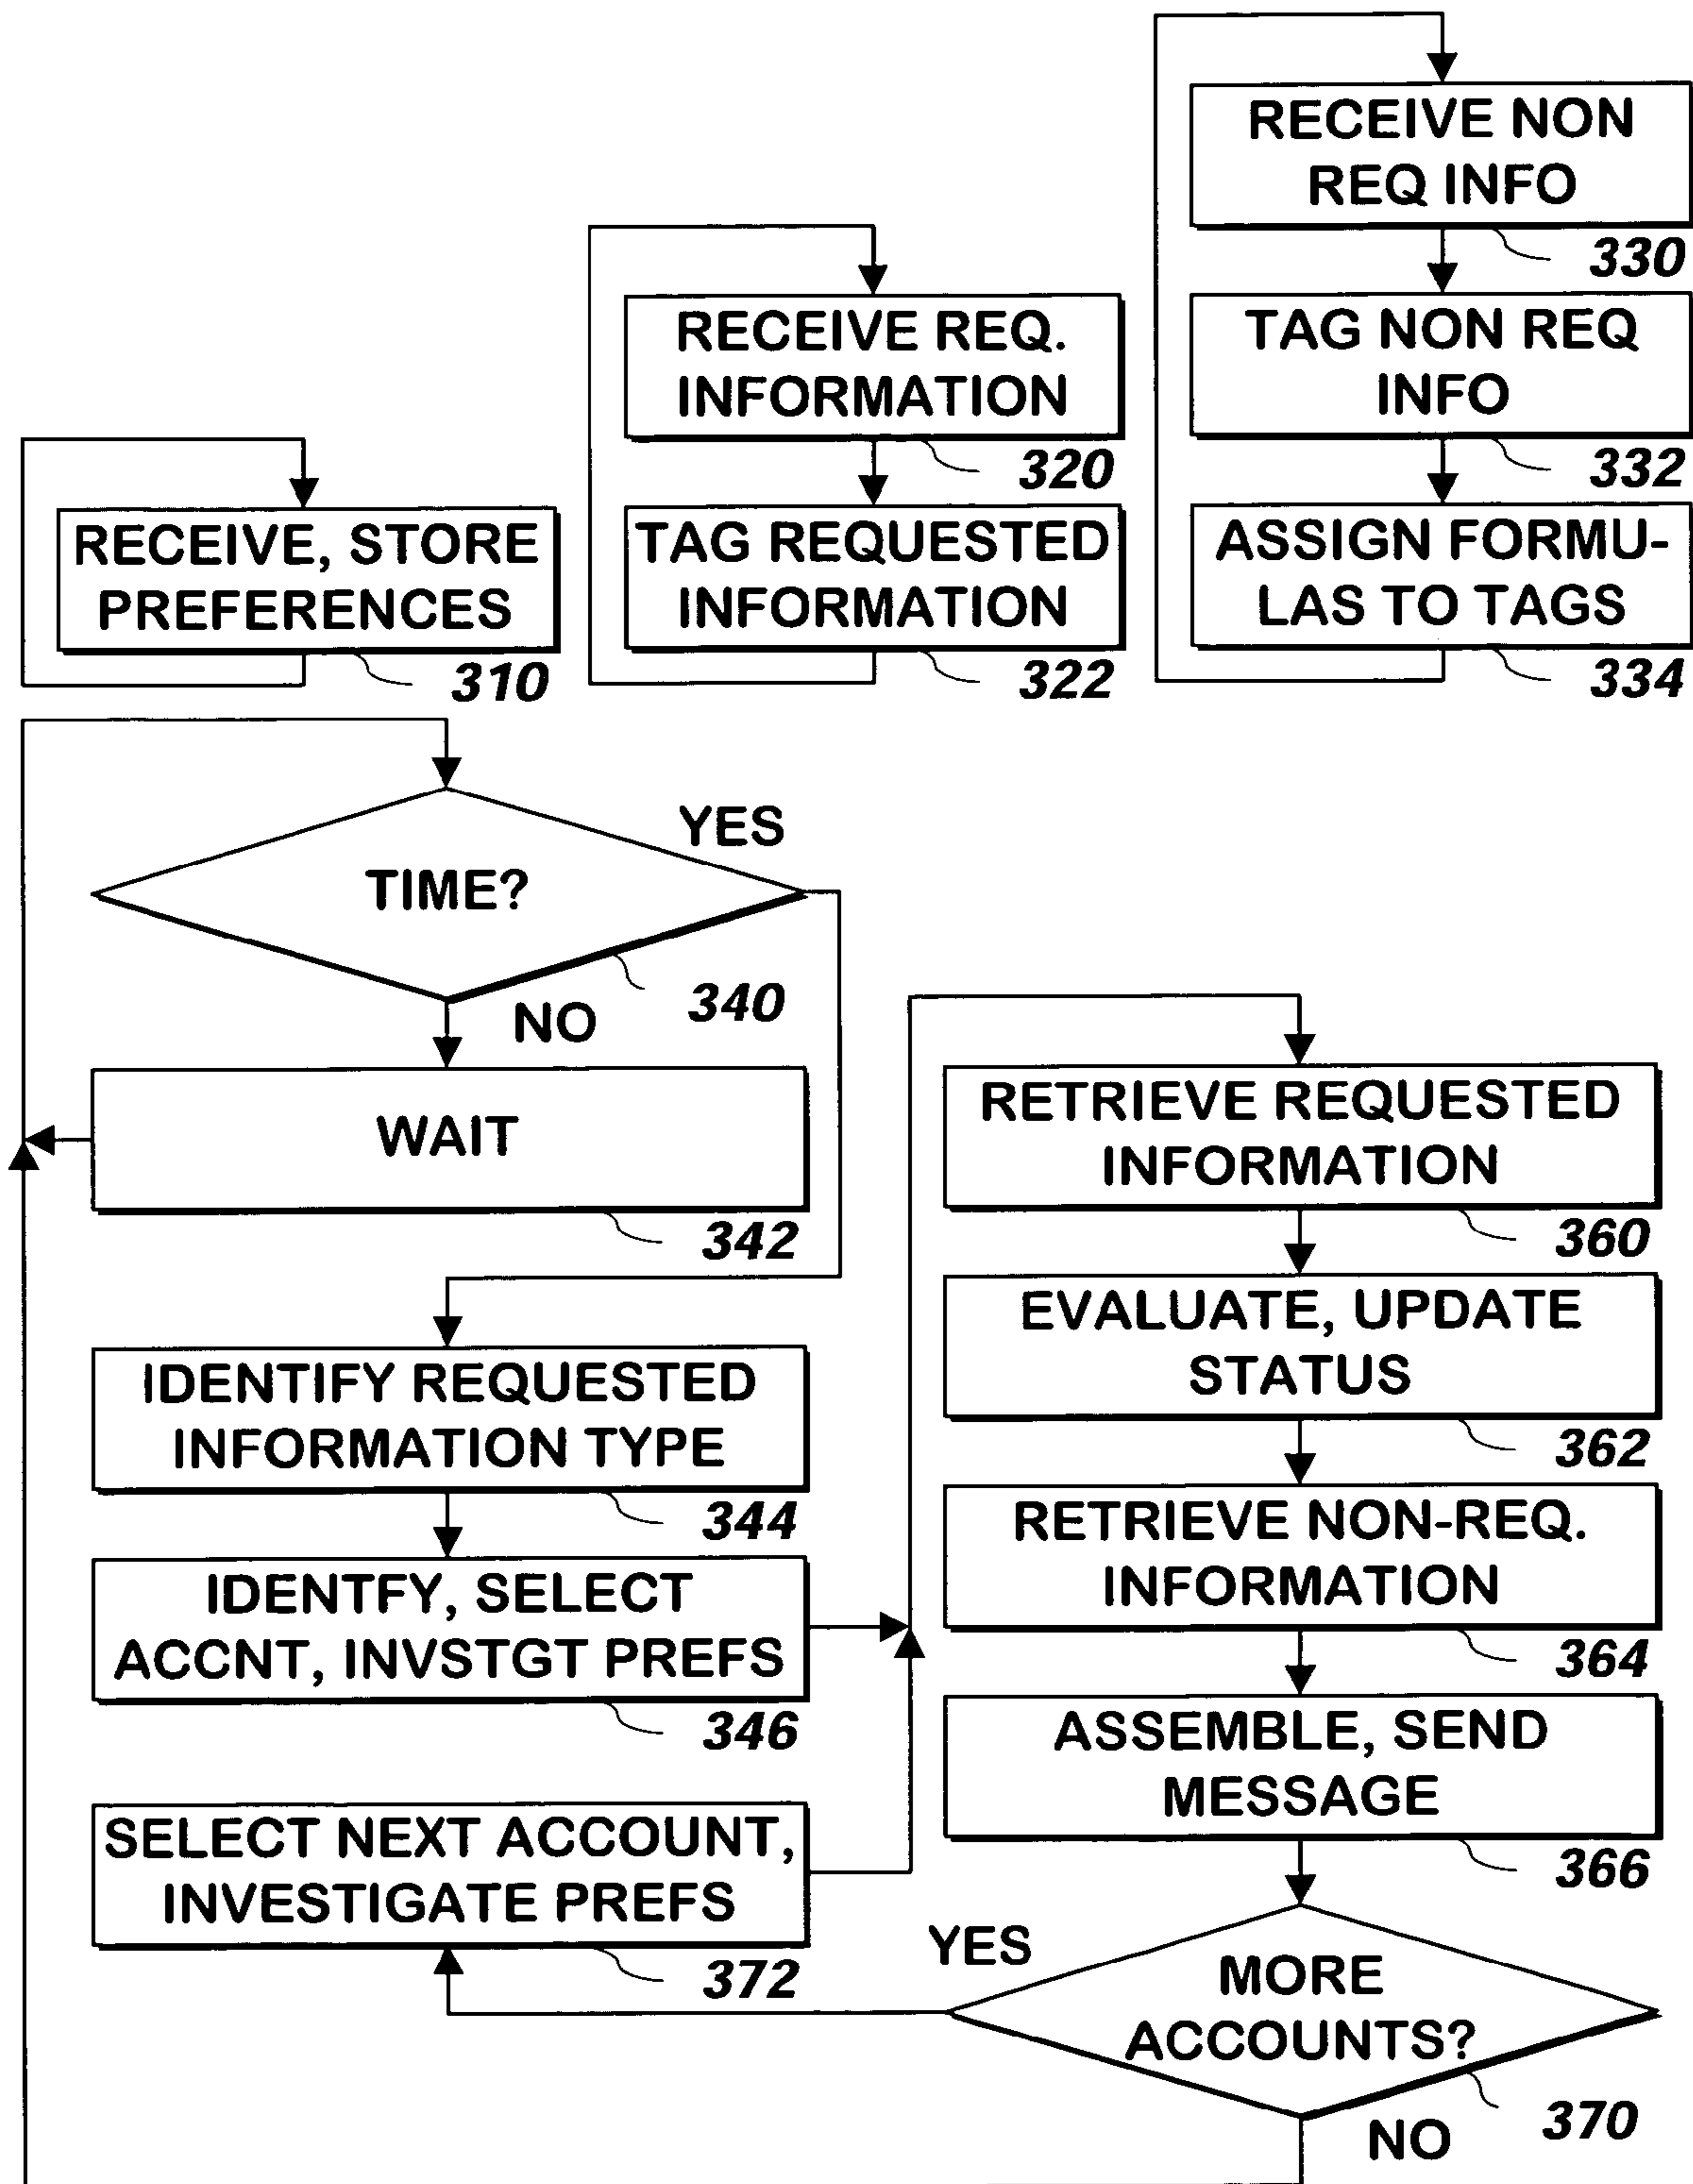 RECEIVE NON
REQ INFO
330
TAG NON REQ
INFO
332
ASSIGN FORMU-
LAS TO TAGS
334
RECEIVE REQ.
INFORMATION
320
TAG REQUESTED
INFORMATION
322
RECEIVE, STORE
PREFERENCES
310
TIME?
YES
340
NO
WAIT
342
IDENTIFY REQUESTED
INFORMATION TYPE
344
IDENTFY, SELECT
ACCNT, INVSTGT PREFS
346
RETRIEVE REQUESTED
INFORMATION
360
EVALUATE, UPDATE
STATUS
362
RETRIEVE NON-REQ.
INFORMATION
364
ASSEMBLE, SEND
MESSAGE
366
MORE
ACCOUNTS?
370
YES
NO
SELECT NEXT ACCOUNT,
INVESTIGATE PREFS
372